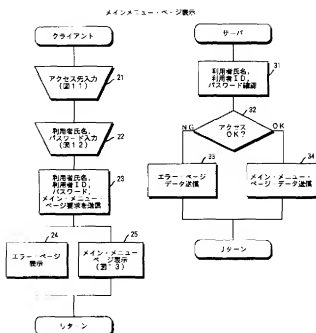 メインメニュー・ページ表示
クライアント
アクセス先入力
(図11)
21
利用者氏名、
パスワード入力
(図12)
22
利用者氏名、
利用者ID、
パスワード、
メイン・メニュー・
ページ要求を送信
23
24
エラー・ページ
表示
25
メイン・メニュー・
ページ表示
(図13)
リターン
サーバ
31
利用者氏名、
利用者ID、
パスワード確認
32
アクセス
OK?
NG
OK
33
エラー・ページ
データ送信
34
メイン・メニュー・
ページ・データ送信
リターン